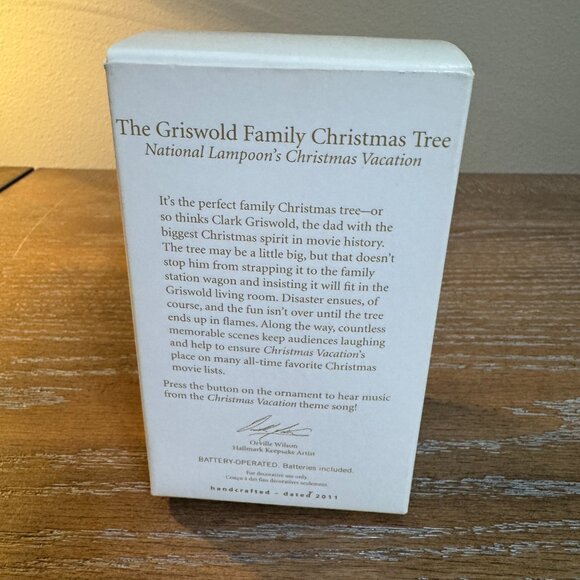 The Griswold Family Christmas Tree
National Lampoon's Christmas Vacation
It's the perfect family Christmas tree—or
so thinks Clark Griswold, the dad with the
biggest Christmas spirit in movie history.
The tree may be a little big, but that doesn't
stop him from strapping it to the family
station wagon and insisting it will fit in the
Griswold living room. Disaster ensues, of
course, and the fun isn't over until the tree
ends up in flames. Along the way, countless
memorable scenes keep audiences laughing
and help to ensure Christmas Vacation's
place on many all-time favorite Christmas
movie lists.
Press the button on the ornament to hear music
from the Christmas Vacation theme song!
Orville Wilson
Hallmark Keepsake Artist
BATTERY-OPERATED. Batteries included.
For decorative use only.
Conçu à des fins décoratives seulement.
handcrafted - dated 2011